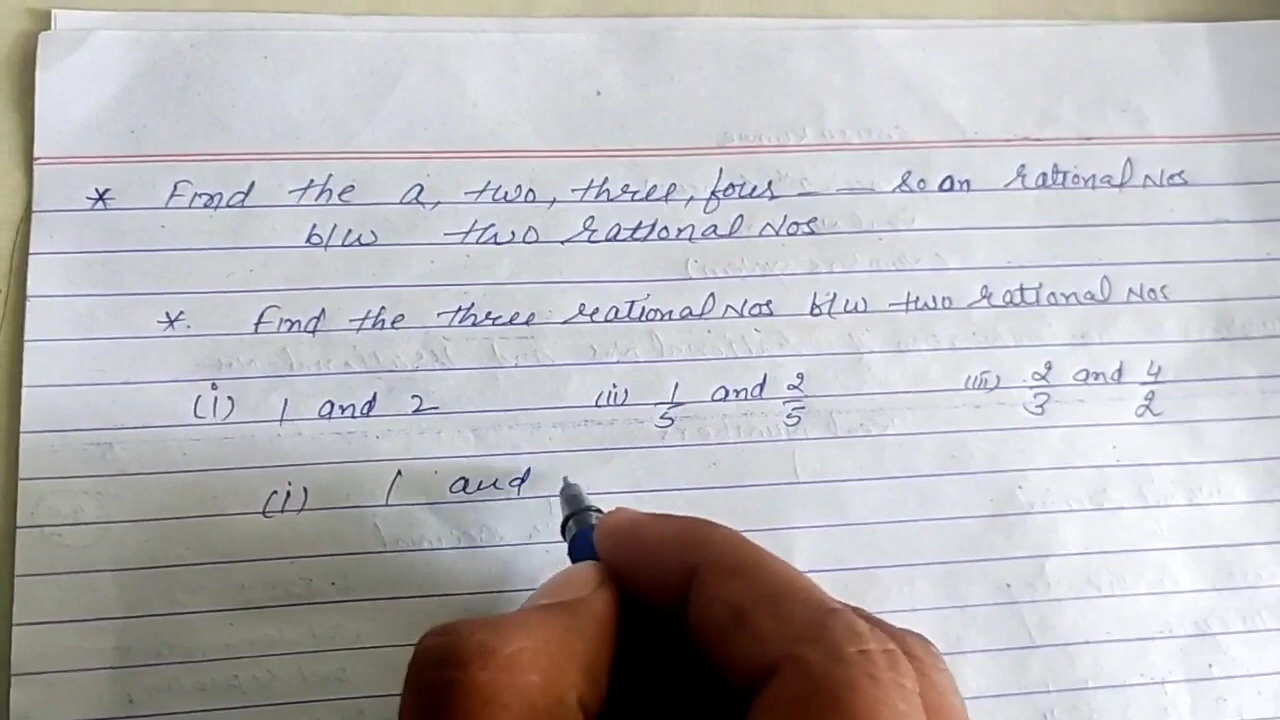 * Find the a, two, three, four - - so on rational Nos
b/w two rational Nos
*. find the three rational Nos b/w two rational Nos
(i) 1 and 2 (ii) 1/5 and 2/5 (iii) 2/3 and 4/2
(i) 1 and